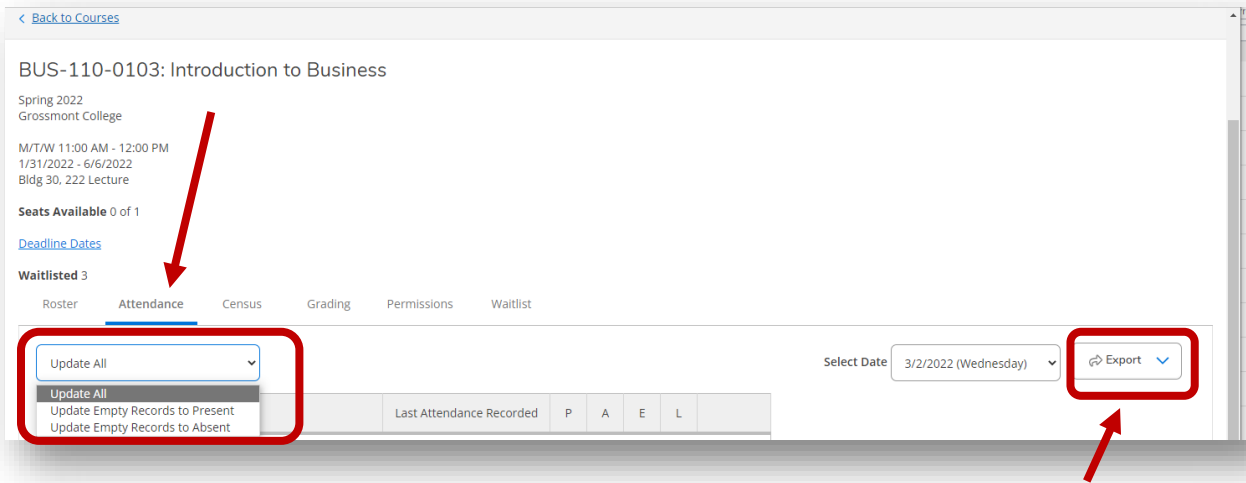 < Back to Courses
BUS-110-0103: Introduction to Business
Spring 2022
Grossmont College
M/T/W 11:00 AM - 12:00 PM
1/31/2022 - 6/6/2022
Bldg 30, 222 Lecture
Seats Available 0 of 1
Deadline Dates
Waitlisted 3
Roster Attendance Census Grading Permissions Waitlist
Update All Select Date 3/2/2022 (Wednesday) Export
Update All
Update Empty Records to Present
Update Empty Records to Absent
Last Attendance Recorded P A E L